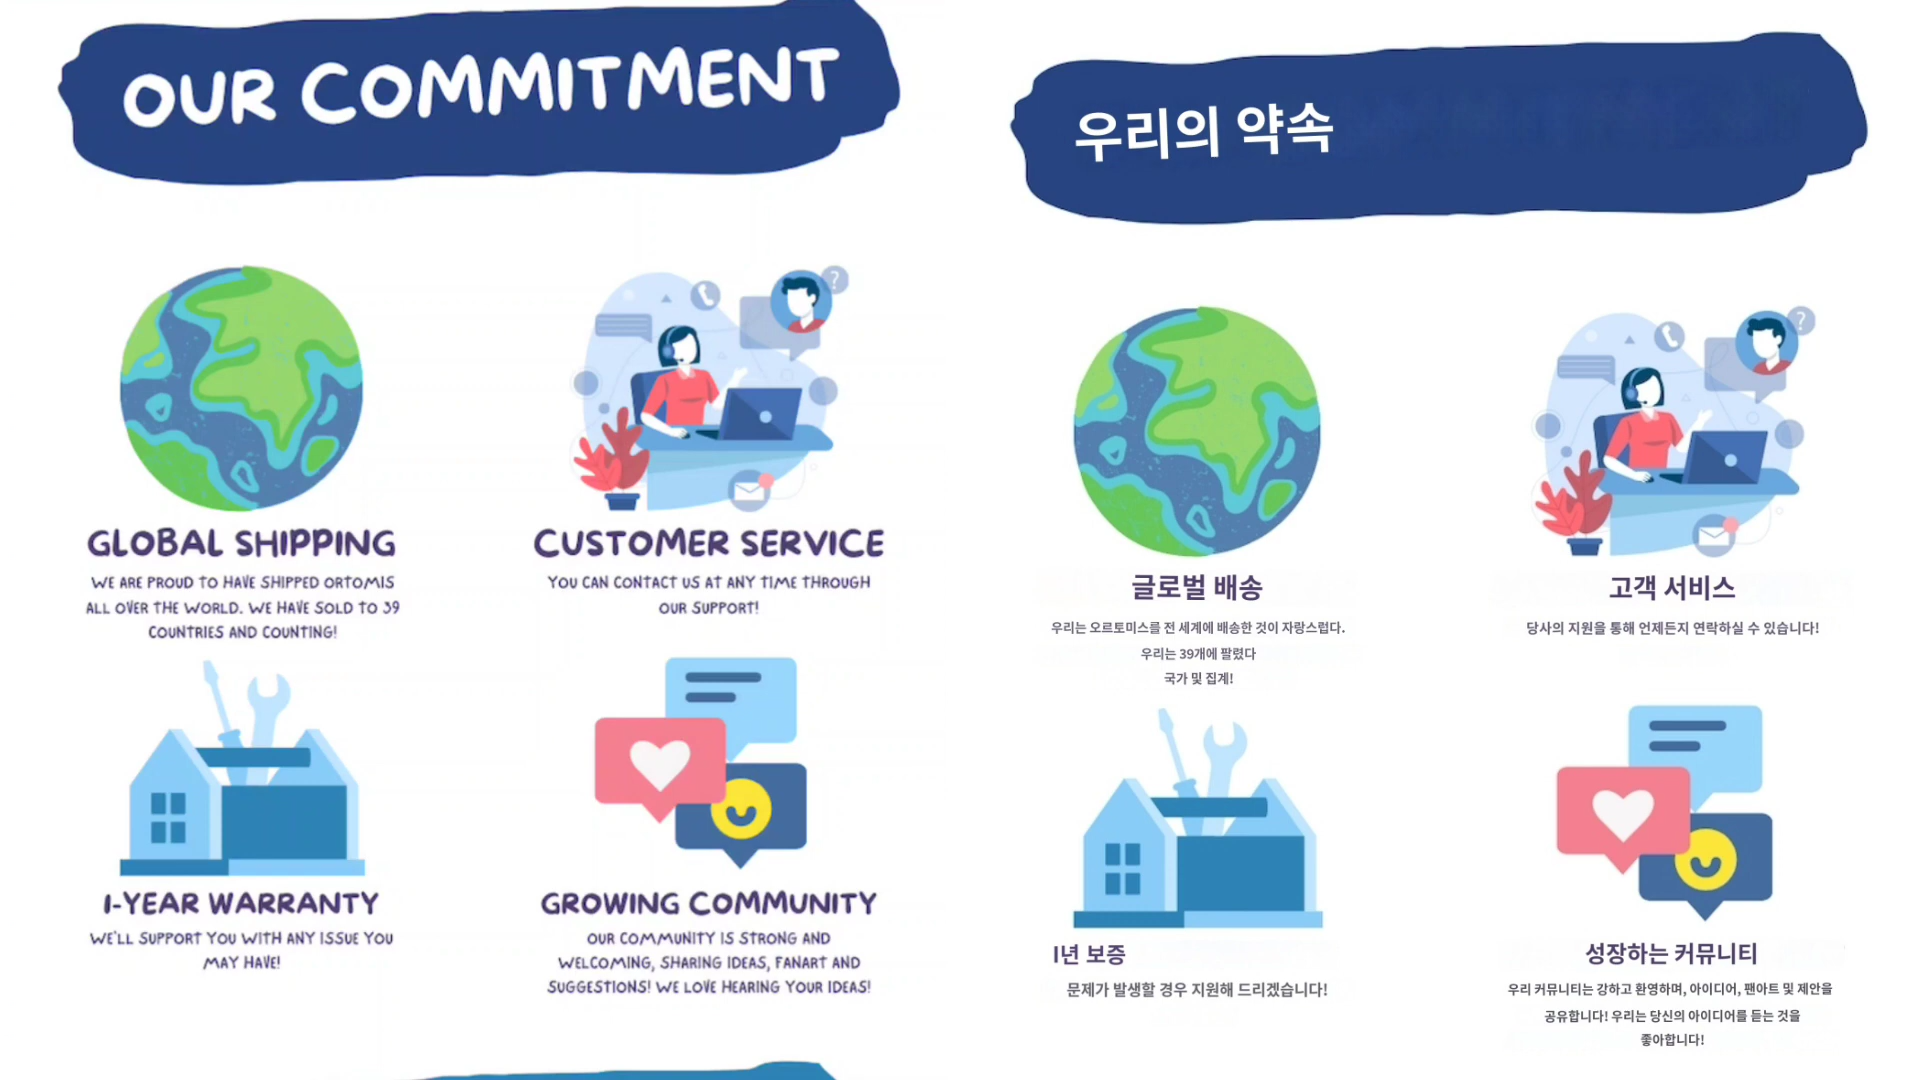 OUR COMMITMENT
GLOBAL SHIPPING
WE ARE PROUD TO HAVE SHIPPED ORTOMIS
ALL OVER THE WORLD. WE HAVE SOLD TO 39
COUNTRIES AND COUNTING!
?
CUSTOMER SERVICE
YOU CAN CONTACT US AT ANY TIME THROUGH
OUR SUPPORT!
1-YEAR WARRANTY
WE'LL SUPPORT YOU WITH ANY ISSUE YOU
MAY HAVE!
GROWING COMMUNITY
OUR COMMUNITY IS STRONG AND
WELCOMING, SHARING IDEAS, FANART AND
SUGGESTIONS! WE LOVE HEARING YOUR IDEAS!
우리의 약속
글로벌 배송
우리는 오르토미스를 전 세계에 배송한 것이 자랑스럽다.
우리는 39개에 팔렸다
국가 및 집계!
?
고객 서비스
당사의 지원을 통해 언제든지 연락하실 수 있습니다!
1년 보증
문제가 발생할 경우 지원해 드리겠습니다!
성장하는 커뮤니티
우리 커뮤니티는 강하고 환영하며, 아이디어, 팬아트 및 제안을
공유합니다! 우리는 당신의 아이디어를 듣는 것을
좋아합니다!